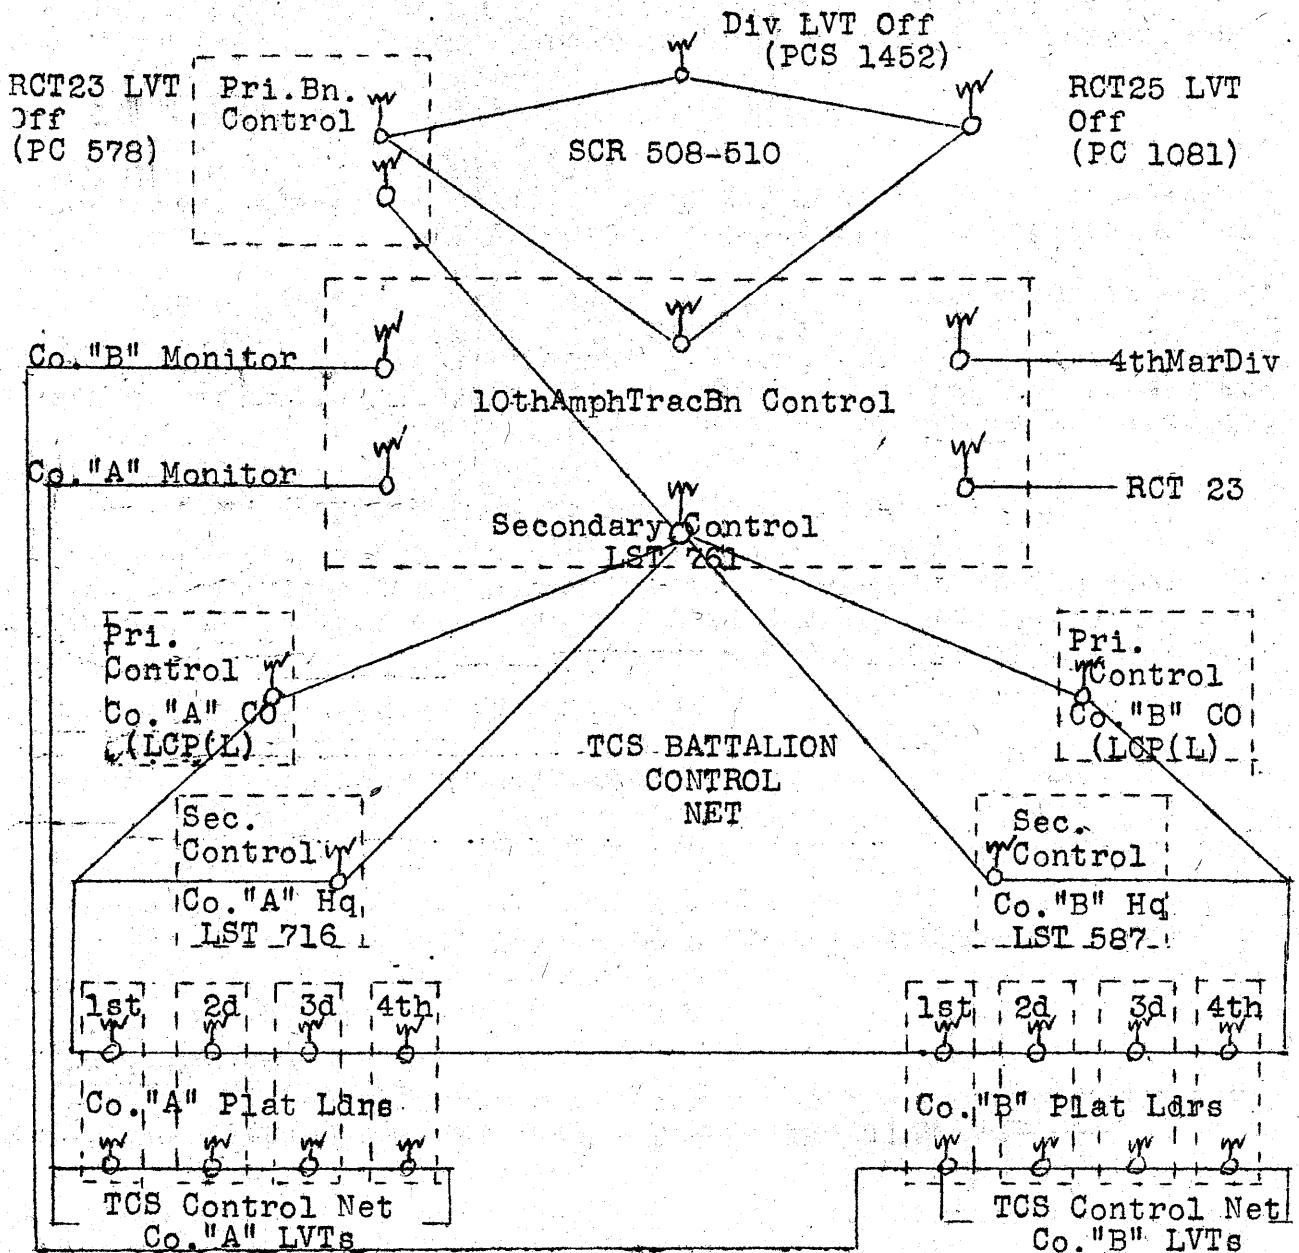 Div LVT Off
(PCS 1452)
RCT23 LVT
Off
(PC 578)
Pri.Bn.
Control
SCR 508-510
RCT25 LVT
Off
(PC 1081)
Co."B" Monitor
4thMarDiv
10thAmphTracBn Control
Co."A" Monitor
RCT 23
Secondary Control
LST 761
Pri.
Control
Co."A" CO
(LCP(L)
Pri.
Control
Co."B" CO
(LCP(L)
TCS BATTALION
CONTROL
NET
Sec.
Control
Co."A" Hq
LST 716
Sec.
Control
Co."B" Hq
LST 587
1st 2d 3d 4th
1st 2d 3d 4th
Co."A" Plat Ldrs
Co."B" Plat Ldrs
TCS Control Net
Co."A" LVTs
TCS Control Net
Co."B" LVTs